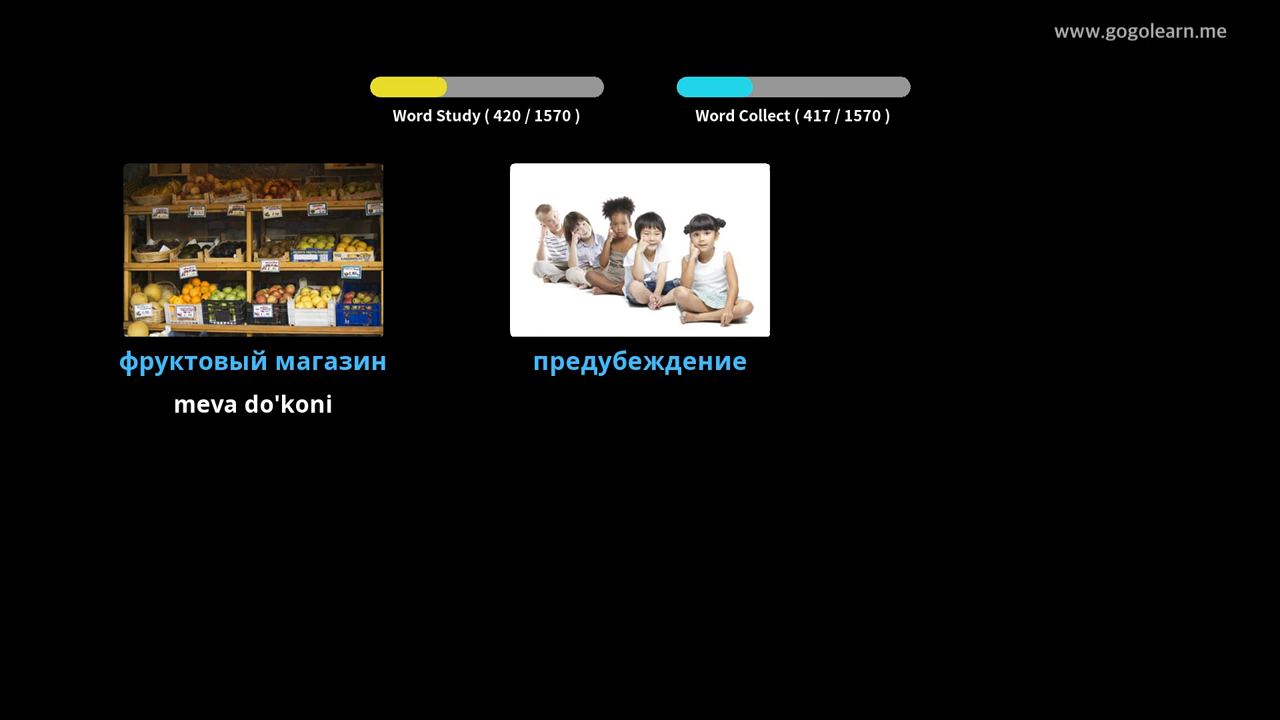 www.gogolearn.me
Word Study ( 420 / 1570 )
Word Collect ( 417 / 1570 )
фруктовый магазин
предубеждение
meva do'koni